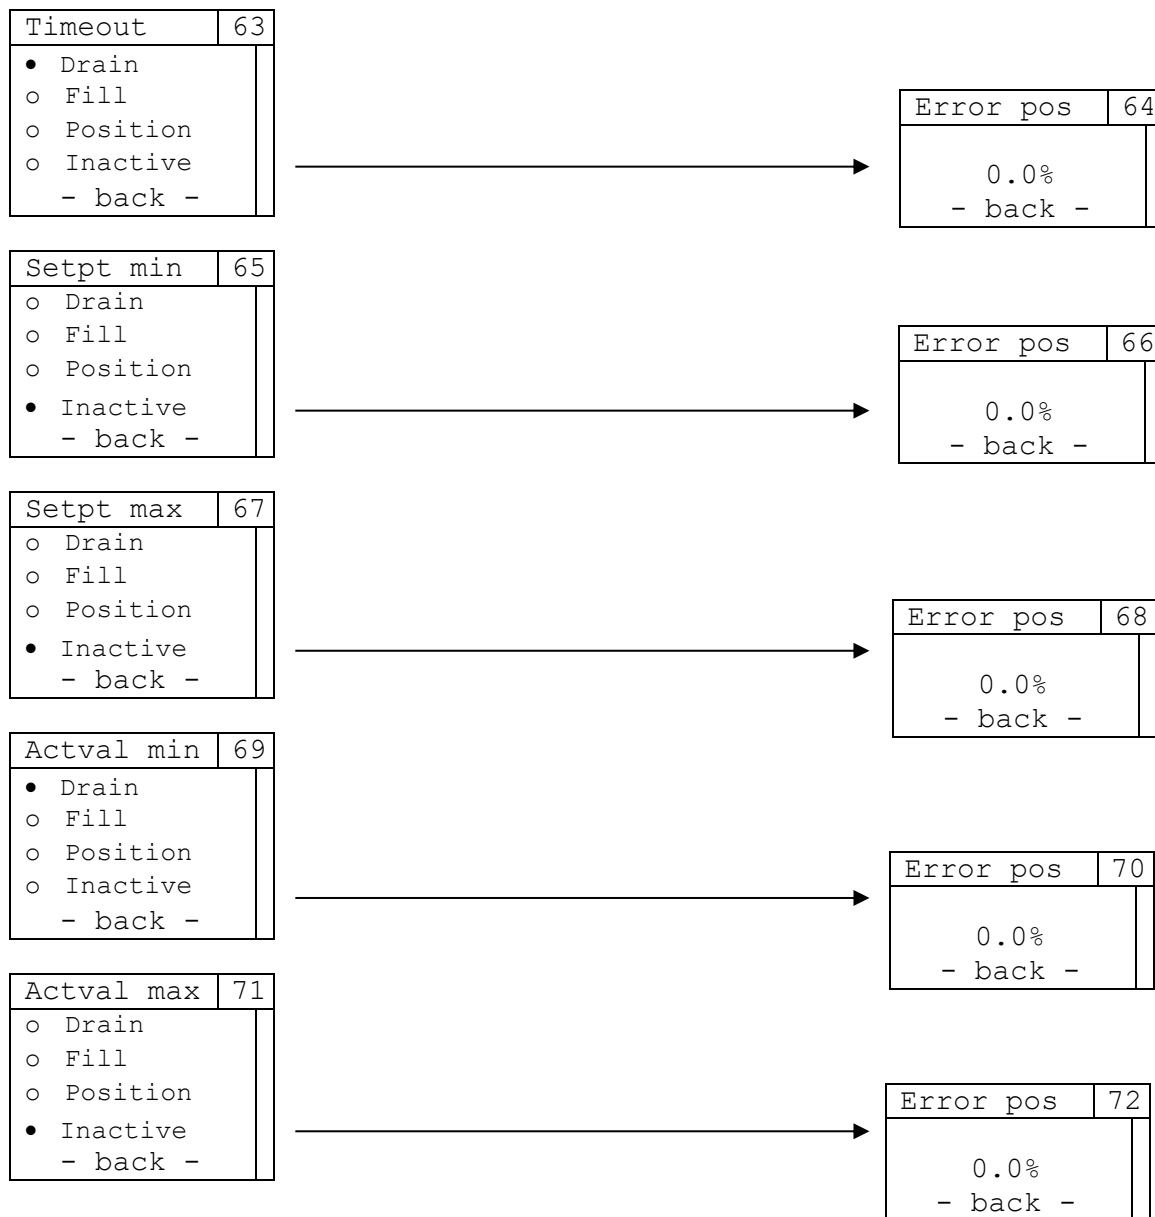 Timeout 63
• Drain
○ Fill
○ Position
○ Inactive
- back -
Error pos 64
0.0%
- back -
Setpt min 65
○ Drain
○ Fill
○ Position
• Inactive
- back -
Error pos 66
0.0%
- back -
Setpt max 67
○ Drain
○ Fill
○ Position
• Inactive
- back -
Error pos 68
0.0%
- back -
Actval min 69
• Drain
○ Fill
○ Position
○ Inactive
- back -
Error pos 70
0.0%
- back -
Actval max 71
○ Drain
○ Fill
○ Position
• Inactive
- back -
Error pos 72
0.0%
- back -